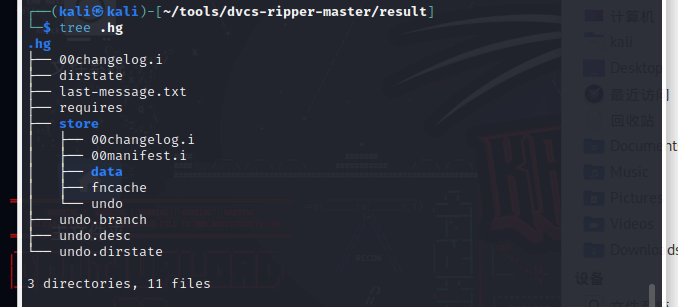 ┌──(kali㉿kali)-[~/tools/dvcs-ripper-master/result]
└─$ tree .hg
.hg
├── 00changelog.i
├── dirstate
├── last-message.txt
├── requires
├── store
│   ├── 00changelog.i
│   ├── 00manifest.i
│   ├── data
│   ├── fncache
│   └── undo
├── undo.branch
├── undo.desc
└── undo.dirstate
3 directories, 11 files
计算机
kali
Desktop
最近访问
回收站
Document
Music
Pictures
Videos
Downloads
设备